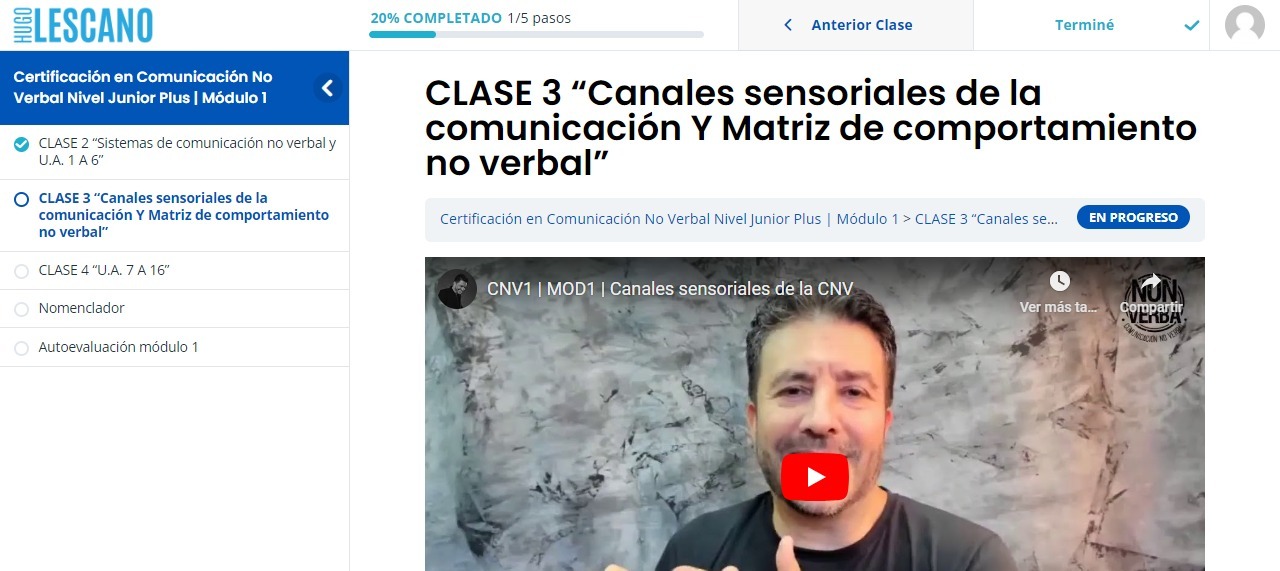 HUGO LESCANO
20% COMPLETADO 1/5 pasos
Anterior Clase
Terminé
Certificación en Comunicación No
Verbal Nivel Junior Plus | Módulo 1
CLASE 2 “Sistemas de comunicación no verbal y
U.A. 1 A 6”
CLASE 3 “Canales sensoriales de la
comunicación Y Matriz de comportamiento
no verbal”
CLASE 4 “U.A. 7 A 16”
Nomenclador
Autoevaluación módulo 1
CLASE 3 “Canales sensoriales de la
comunicación Y Matriz de comportamiento
no verbal”
Certificación en Comunicación No Verbal Nivel Junior Plus | Módulo 1 > CLASE 3 “Canales se...
EN PROGRESO
CNV1 | MOD1 | Canales sensoriales de la CNV
Ver más ta...
Compartir
NON
VERBA
COMUNICACIÓN NO VERBAL